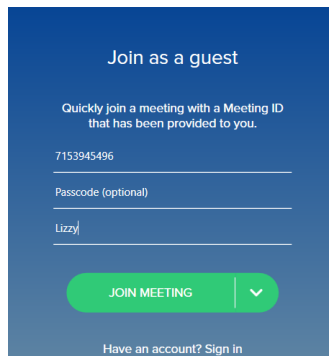 Join as a guest
Quickly join a meeting with a Meeting ID
that has been provided to you.
7153945496
Passcode (optional)
Lizzy
JOIN MEETING
Have an account? Sign in